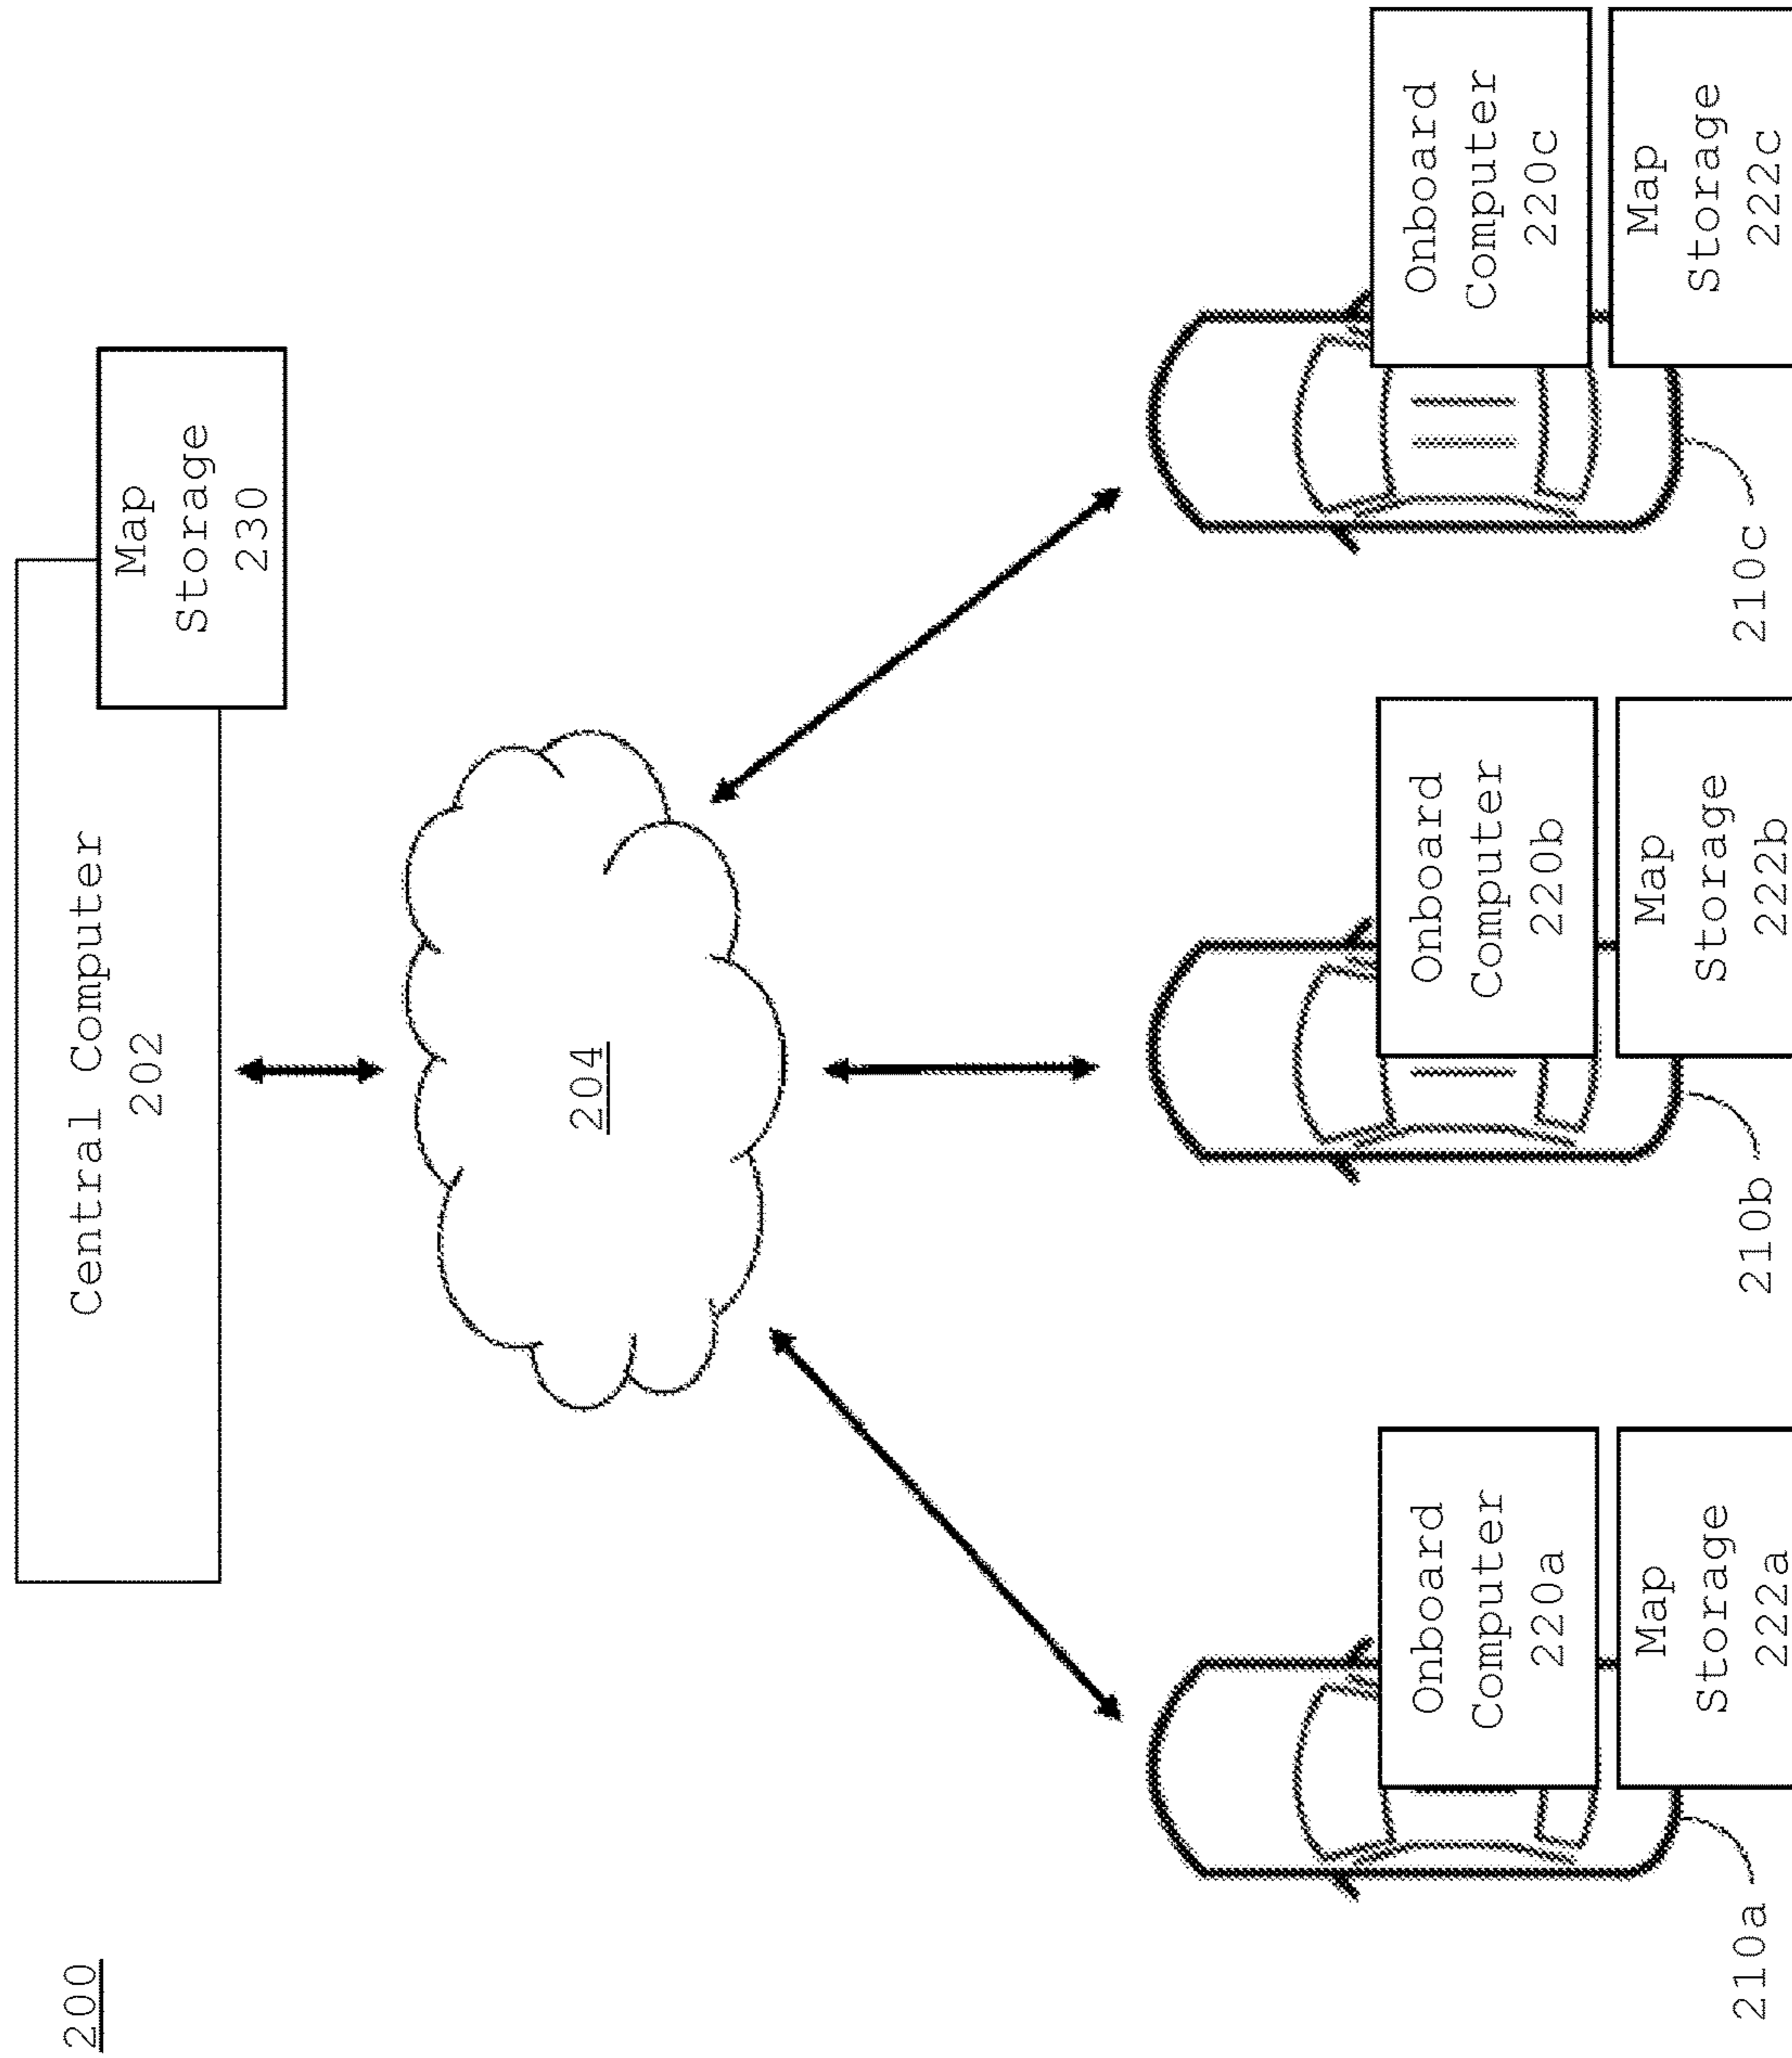 200
Central Computer
202
Map
Storage
230
204
Onboard
Computer
220a
Map
Storage
222a
210a
Onboard
Computer
220b
Map
Storage
222b
210b
Onboard
Computer
220c
Map
Storage
222c
210c